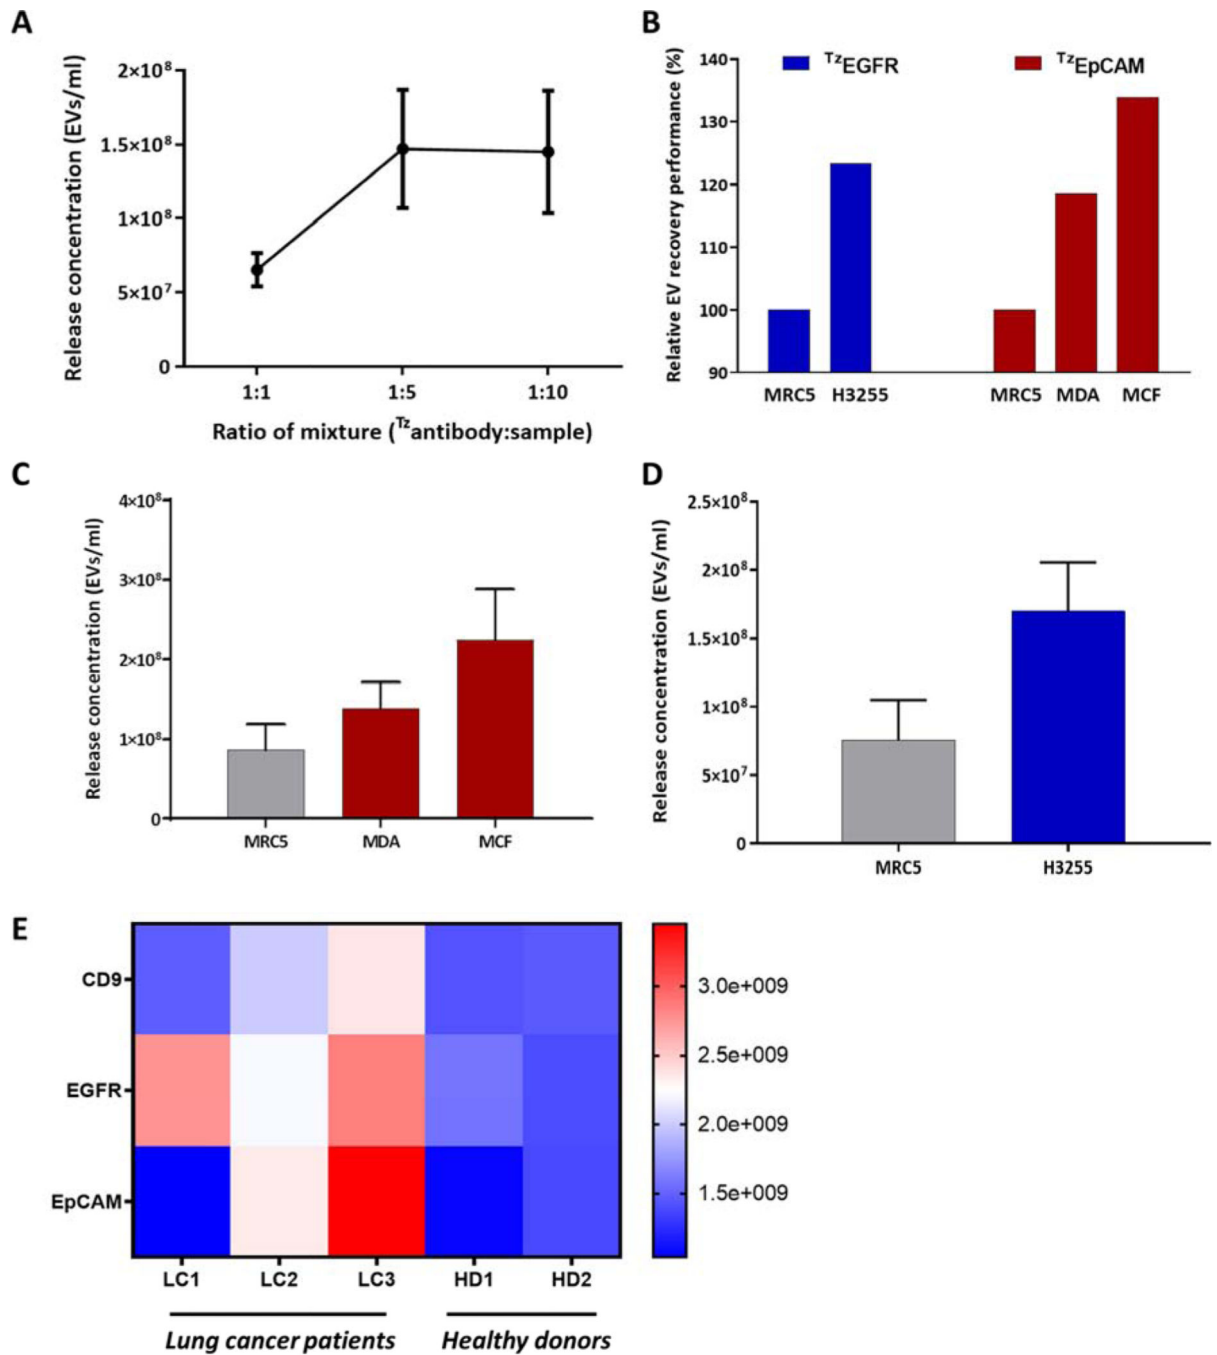 A
Release concentration (EVs/ml)
2×10⁸
1.5×10⁸
1×10⁸
5×10⁷
0
1:1 1:5 1:10
Ratio of mixture (ᵀᶻantibody:sample)
B
Relative EV recovery performance (%)
140
130
120
110
100
90
ᵀᶻEGFR ᵀᶻEpCAM
MRC5 H3255 MRC5 MDA MCF
C
Release concentration (EVs/ml)
4×10⁸
3×10⁸
2×10⁸
1×10⁸
0
MRC5 MDA MCF
D
Release concentration (EVs/ml)
2.5×10⁸
2×10⁸
1.5×10⁸
1×10⁸
5×10⁷
0
MRC5 H3255
E
CD9
EGFR
EpCAM
LC1 LC2 LC3 HD1 HD2
Lung cancer patients Healthy donors
3.0e+009
2.5e+009
2.0e+009
1.5e+009